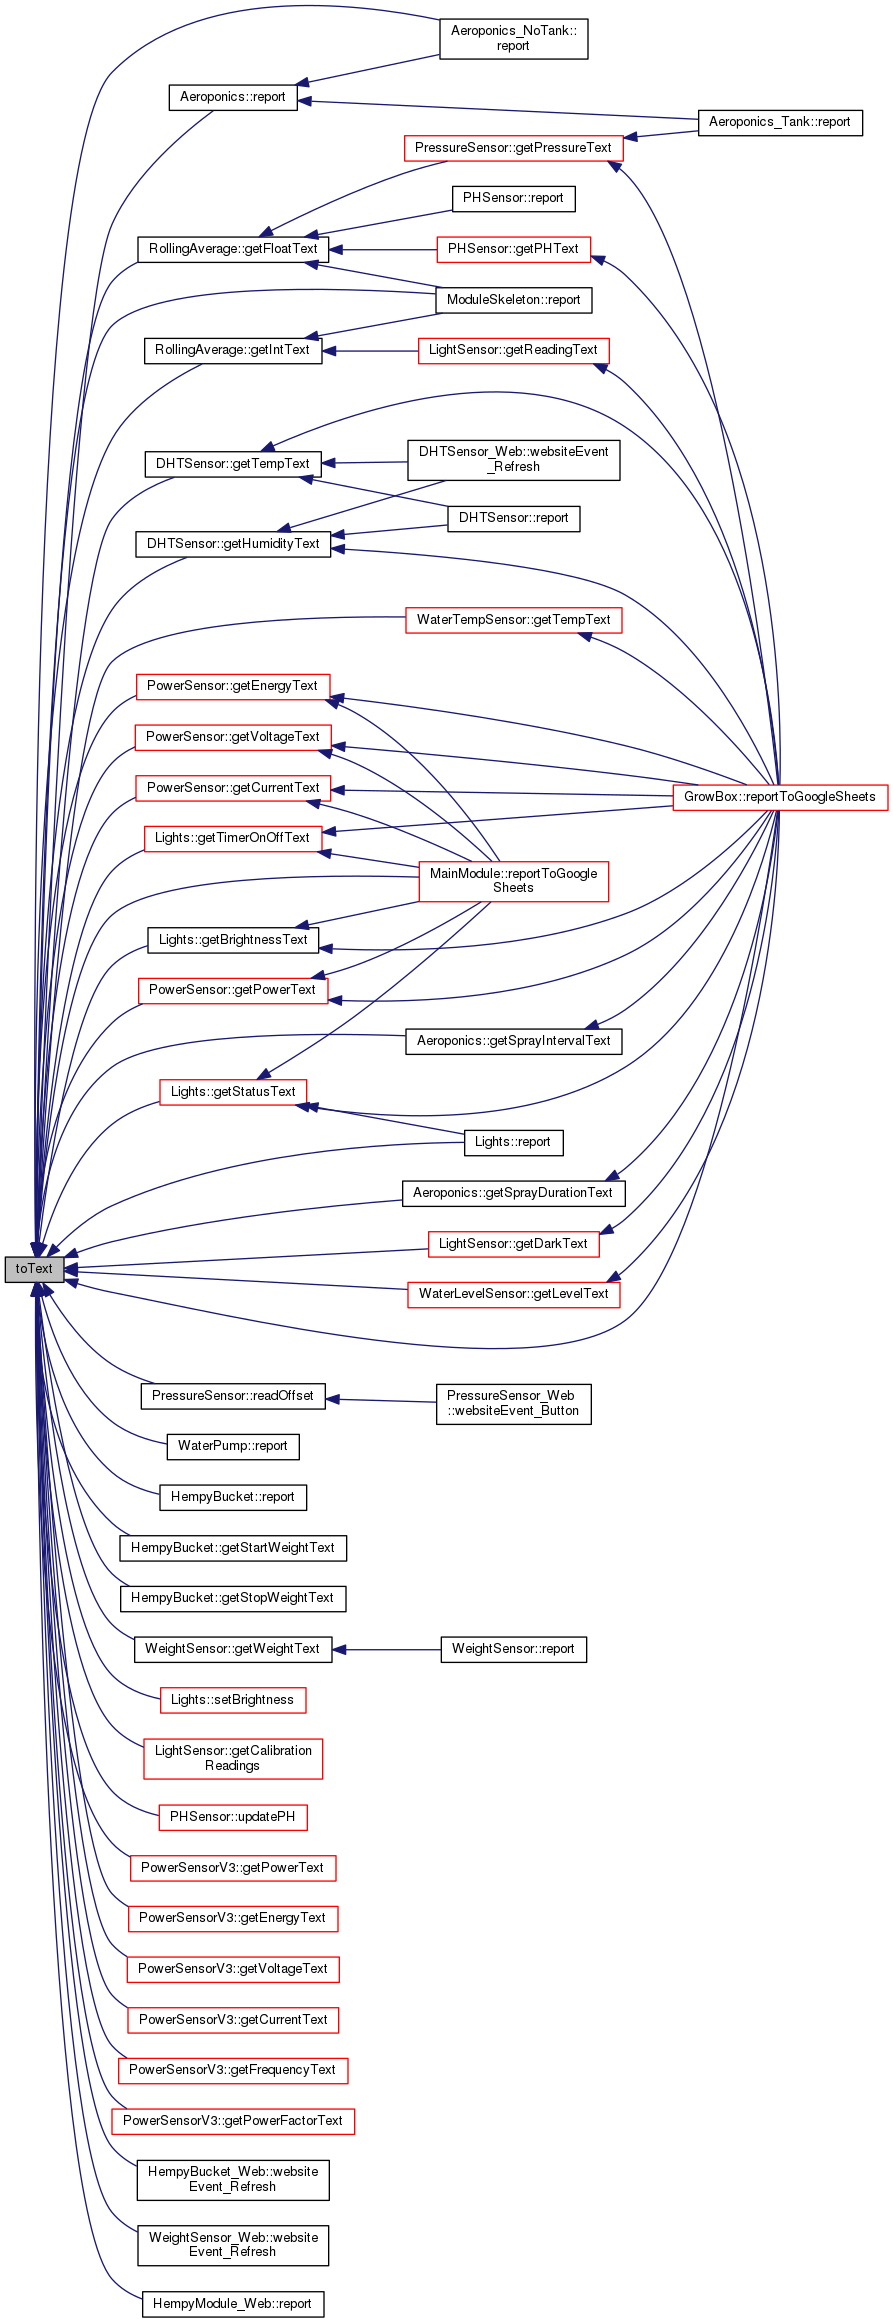 Aeroponics_NoTank::
report
Aeroponics::report
Aeroponics_Tank::report
PressureSensor::getPressureText
PHSensor::report
RollingAverage::getFloatText
PHSensor::getPHText
ModuleSkeleton::report
RollingAverage::getIntText
LightSensor::getReadingText
DHTSensor::getTempText
DHTSensor_Web::websiteEvent
_Refresh
DHTSensor::report
DHTSensor::getHumidityText
WaterTempSensor::getTempText
PowerSensor::getEnergyText
PowerSensor::getVoltageText
PowerSensor::getCurrentText
GrowBox::reportToGoogleSheets
Lights::getTimerOnOffText
MainModule::reportToGoogle
Sheets
Lights::getBrightnessText
PowerSensor::getPowerText
Aeroponics::getSprayIntervalText
Lights::getStatusText
Lights::report
Aeroponics::getSprayDurationText
LightSensor::getDarkText
toText
WaterLevelSensor::getLevelText
PressureSensor::readOffset
PressureSensor_Web
::websiteEvent_Button
WaterPump::report
HempyBucket::report
HempyBucket::getStartWeightText
HempyBucket::getStopWeightText
WeightSensor::getWeightText
WeightSensor::report
Lights::setBrightness
LightSensor::getCalibration
Readings
PHSensor::updatePH
PowerSensorV3::getPowerText
PowerSensorV3::getEnergyText
PowerSensorV3::getVoltageText
PowerSensorV3::getCurrentText
PowerSensorV3::getFrequencyText
PowerSensorV3::getPowerFactorText
HempyBucket_Web::website
Event_Refresh
WeightSensor_Web::website
Event_Refresh
HempyModule_Web::report